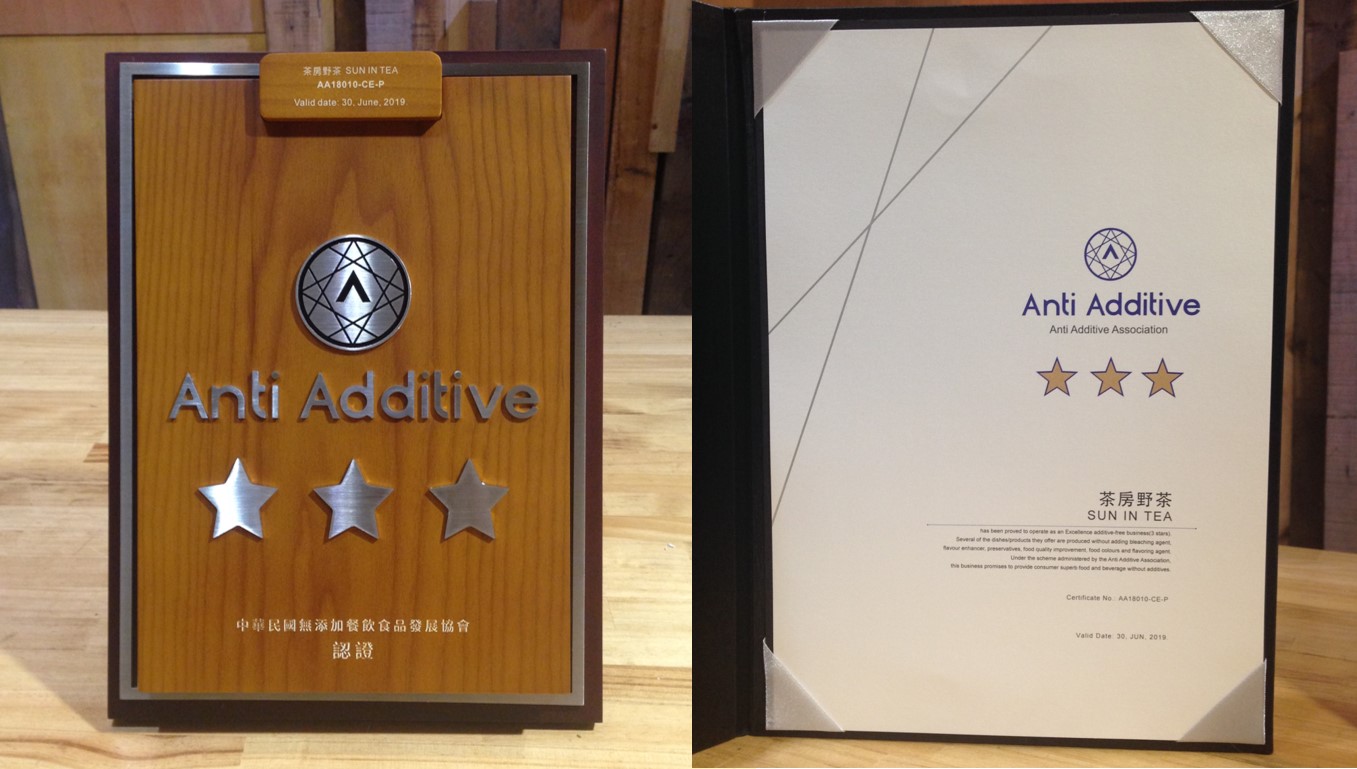 茶房野茶 SUN IN TEA
AA18010-CE-P
Valid date: 30, June, 2019.
Anti Additive
中華民國無添加餐飲食品發展協會
認證
Anti Additive
Anti Additive Association
茶房野茶
SUN IN TEA
has been proved to operate as an Excellence additive-free business(3 stars).
Several of the dishes/products they offer are produced without adding bleaching agent,
flavour enhancer, preservatives, food quality improvement, food colours and flavoring agent.
Under the scheme administered by the Anti Additive Association,
this business promises to provide consumer superb food and beverage without additives.
Certificate No.: AA18010-CE-P
Valid Date: 30, JUN, 2019.